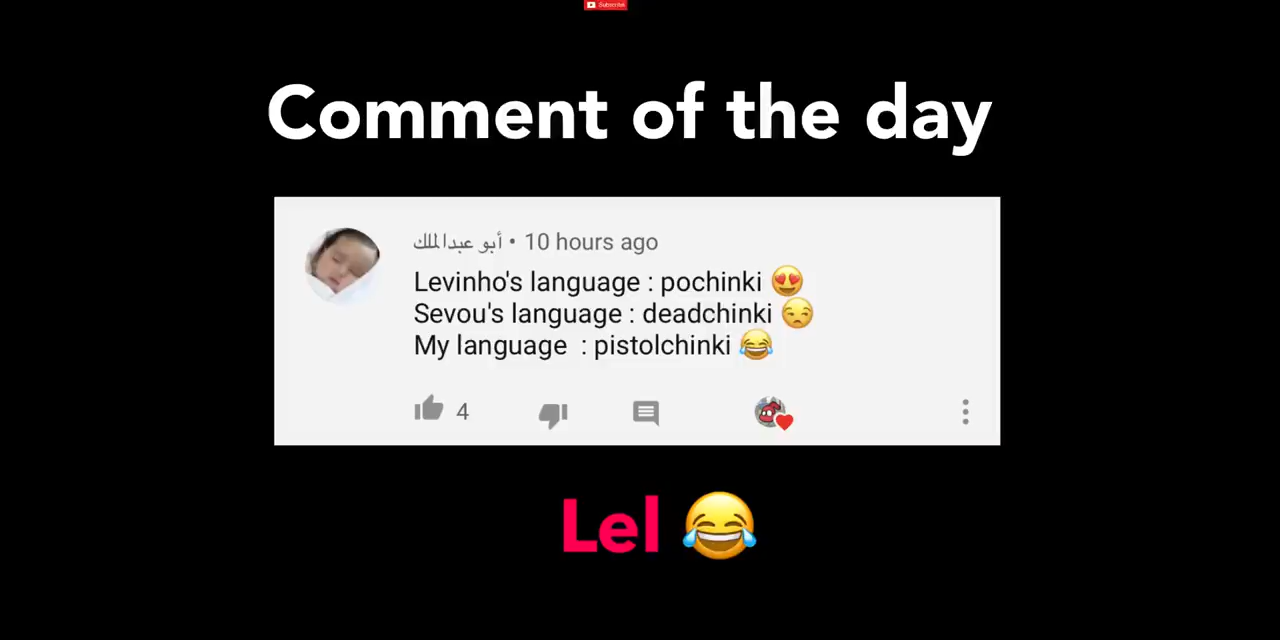 Subscribe
Comment of the day
أبو عبدالملك • 10 hours ago
Levinho's language : pochinki 😍
Sevou's language : deadchinki 😒
My language  : pistolchinki 😂
4
Lel 😂